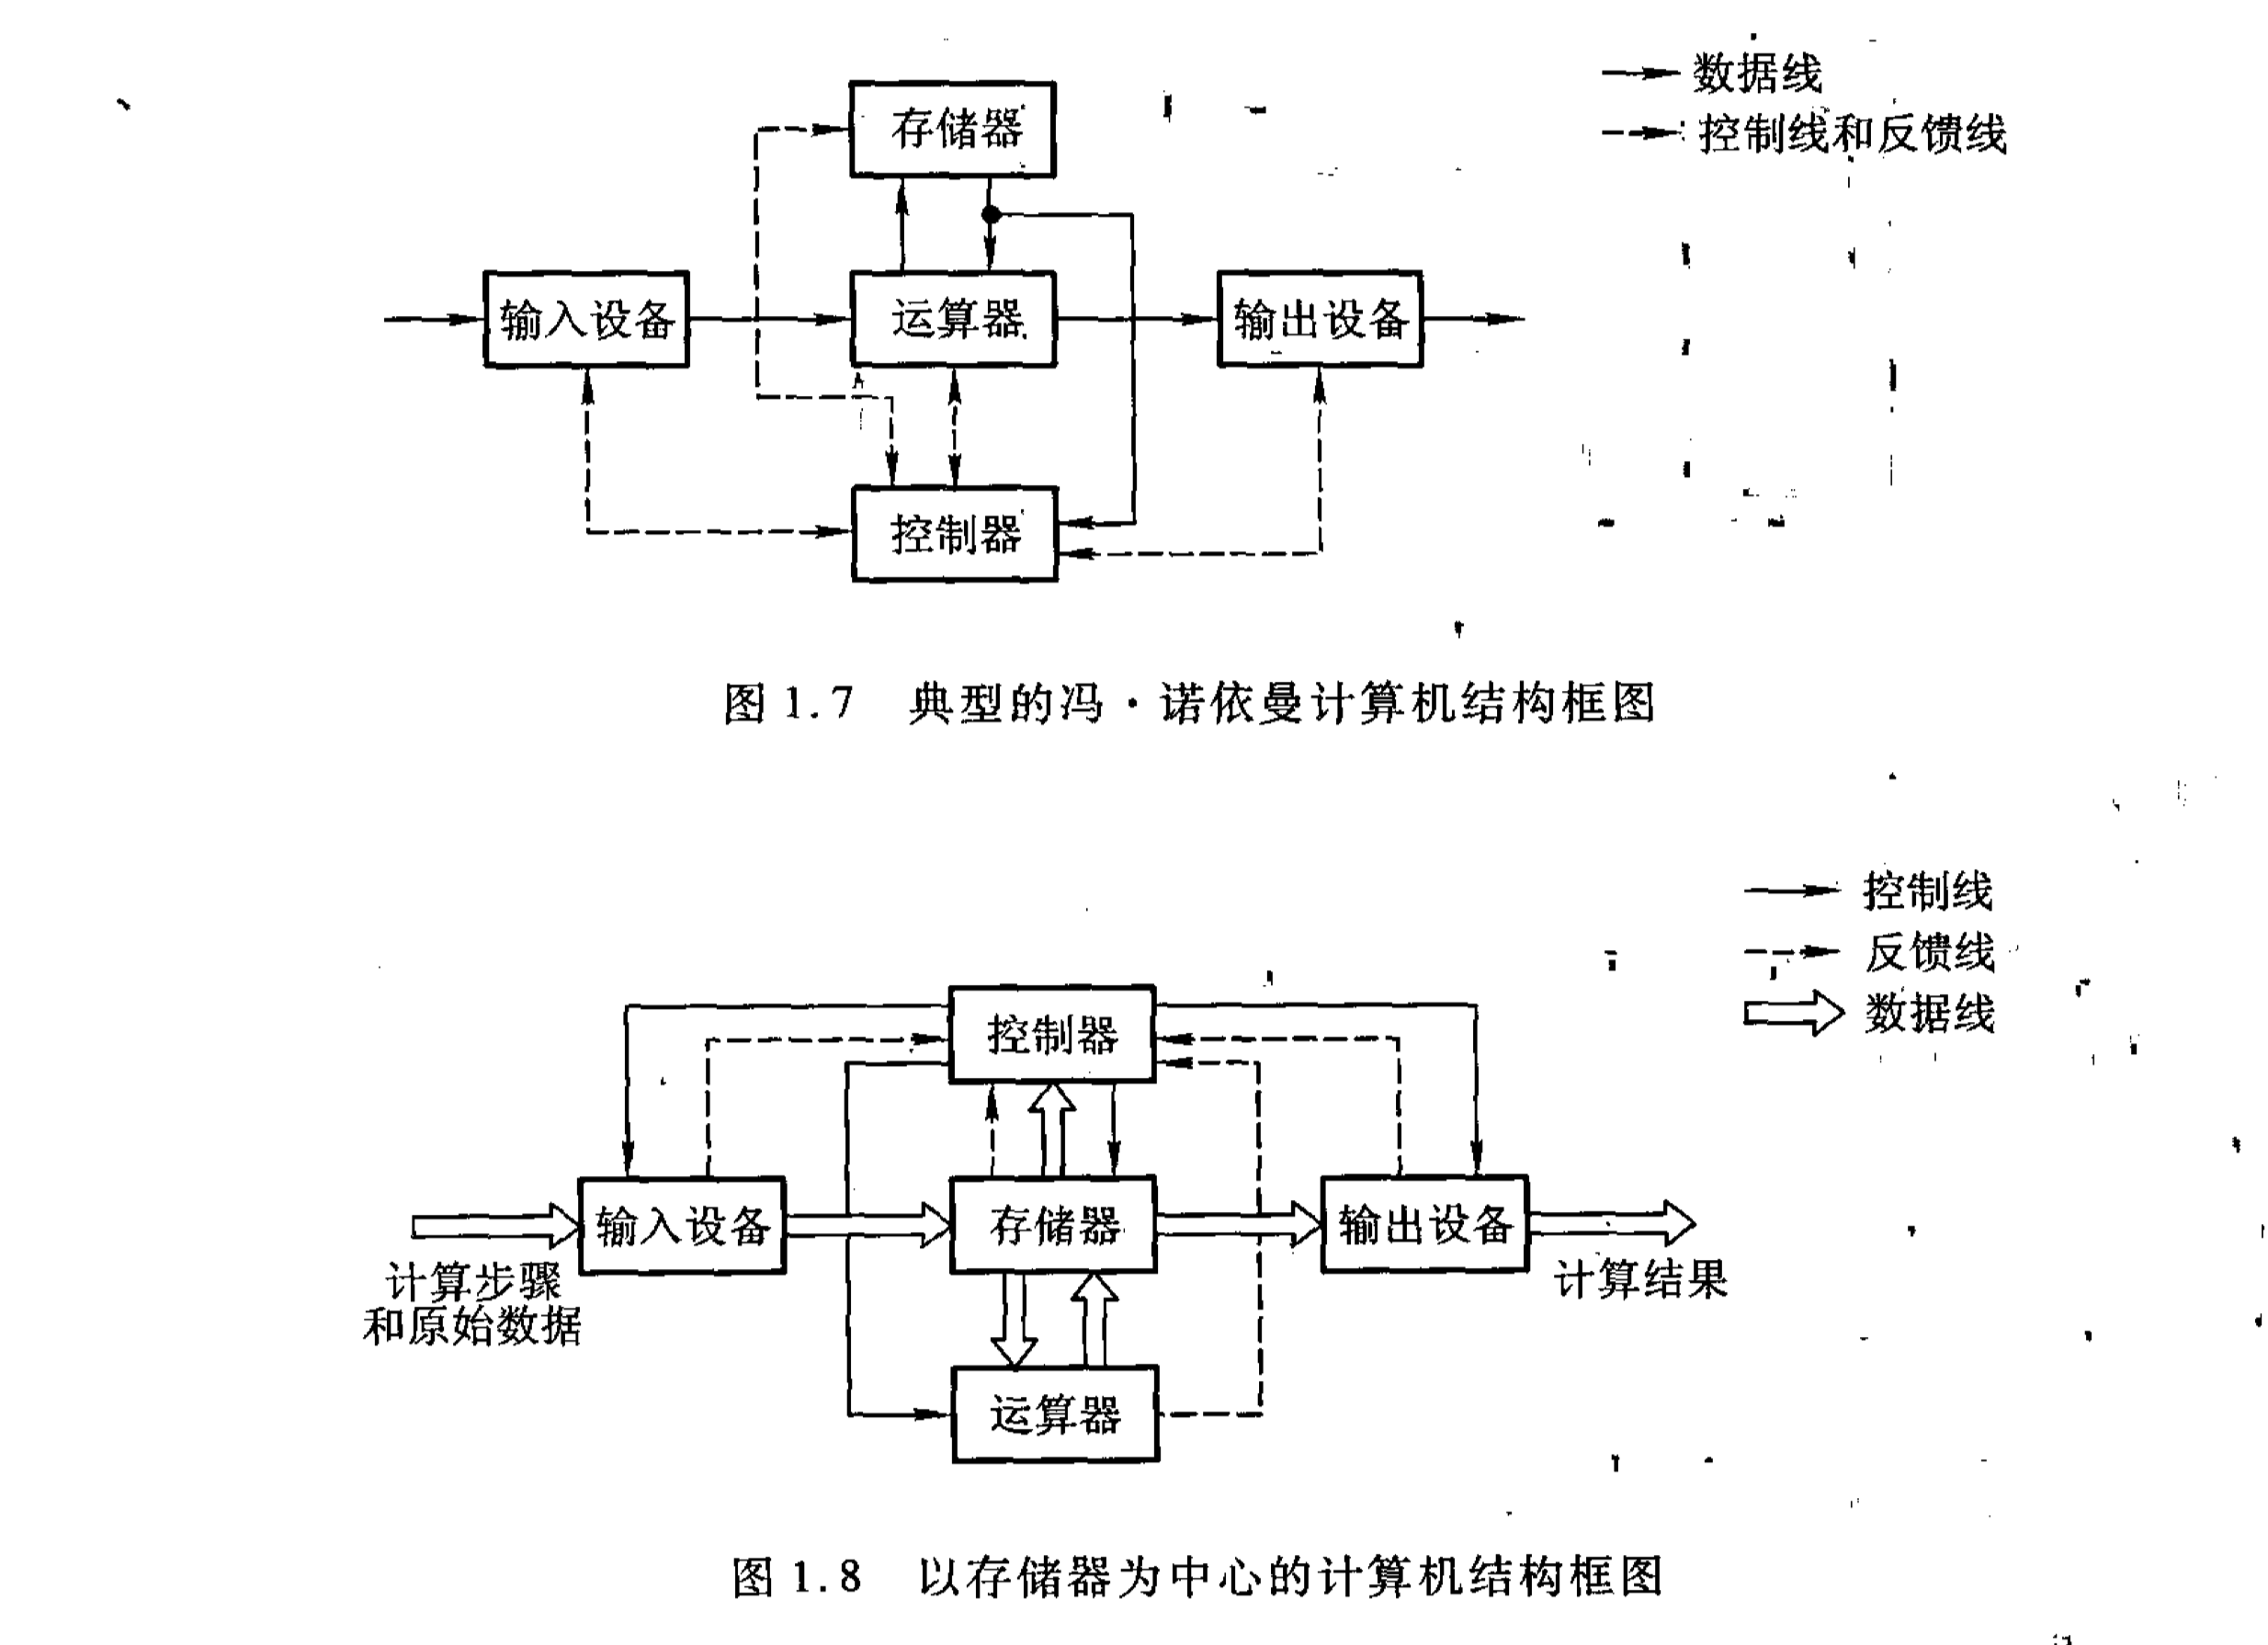 数据线
控制线和反馈线
存储器
输入设备
运算器
输出设备
控制器
图 1.7 典型的冯·诺依曼计算机结构框图
控制线
反馈线
数据线
控制器
输入设备
存储器
输出设备
计算步骤
和原始数据
计算结果
运算器
图 1.8 以存储器为中心的计算机结构框图